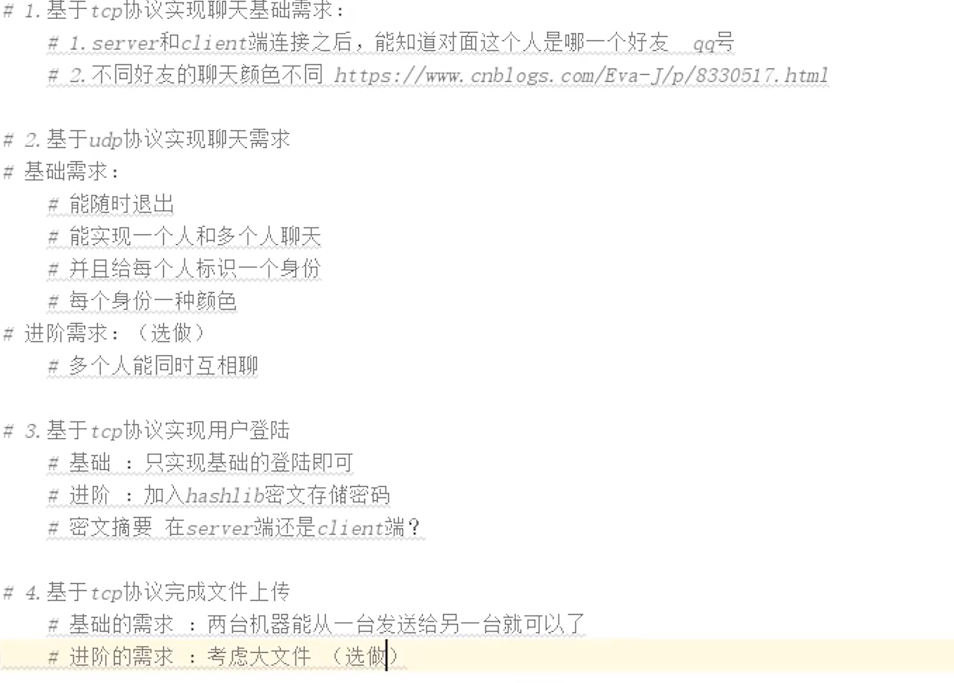 # 1.基于tcp协议实现聊天基础需求:
# 1.server和client端连接之后，能知道对面这个人是哪一个好友 qq号
# 2.不同好友的聊天颜色不同 https://www.cnblogs.com/Eva-J/p/8330517.html
# 2.基于udp协议实现聊天需求
# 基础需求:
# 能随时退出
# 能实现一个人和多个人聊天
# 并且给每个人标识一个身份
# 每个身份一种颜色
# 进阶需求:（选做）
# 多个人能同时互相聊
# 3.基于tcp协议实现用户登陆
# 基础 :只实现基础的登陆即可
# 进阶 :加入hashlib密文存储密码
# 密文摘要 在server端还是client端?
# 4.基于tcp协议完成文件上传
# 基础的需求 :两台机器能从一台发送给另一台就可以了
# 进阶的需求 :考虑大文件 （选做）